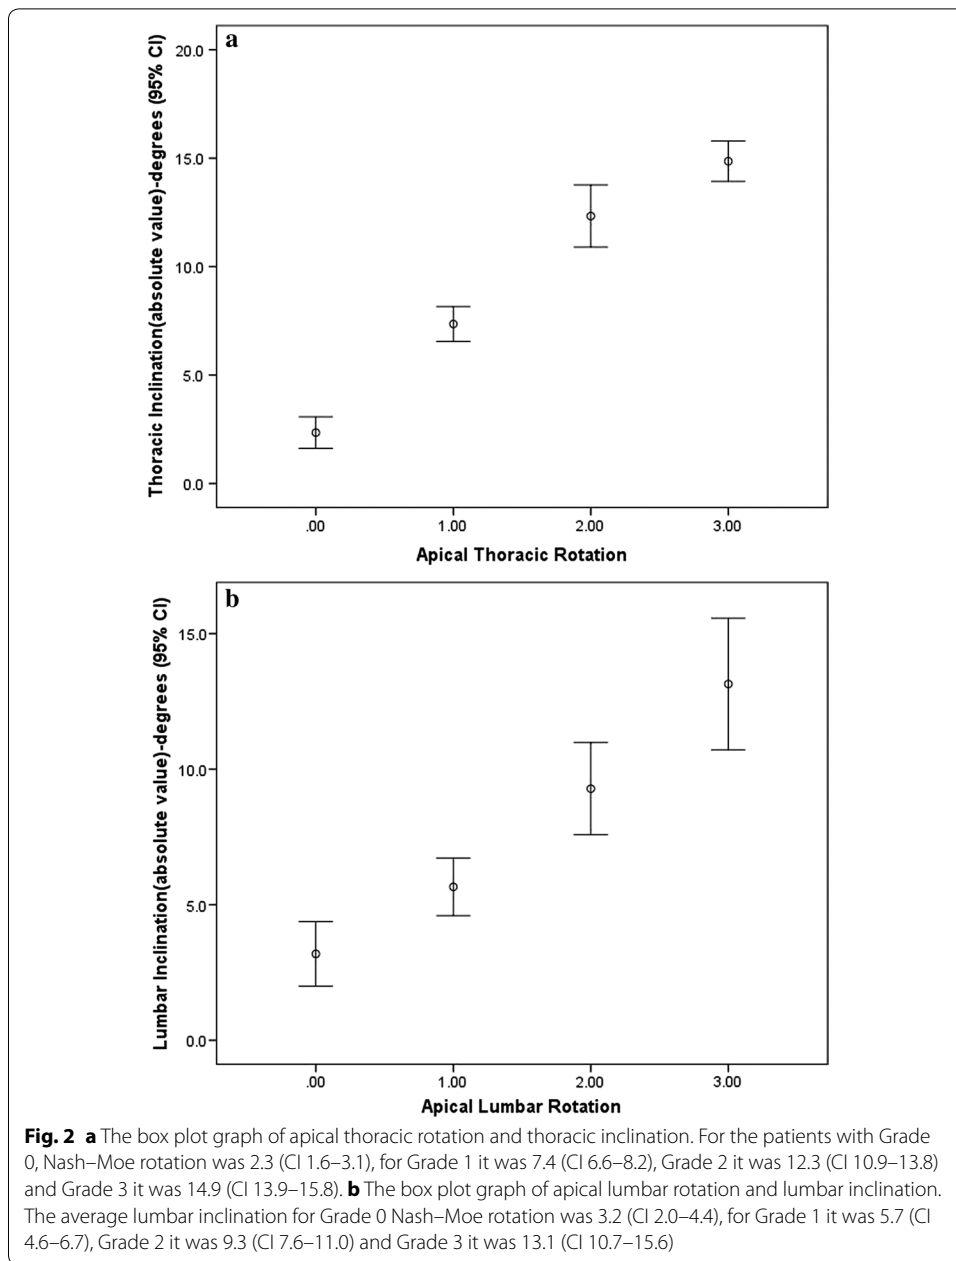 a
Thoracic Inclination(absolute value)-degrees (95% CI)
20.0
15.0
10.0
5.0
0.0
.00 1.00 2.00 3.00
Apical Thoracic Rotation
b
Lumbar Inclination(absolute value)-degrees (95% CI)
15.0
10.0
5.0
0.0
.00 1.00 2.00 3.00
Apical Lumbar Rotation
Fig. 2 a The box plot graph of apical thoracic rotation and thoracic inclination. For the patients with Grade
0, Nash–Moe rotation was 2.3 (CI 1.6–3.1), for Grade 1 it was 7.4 (CI 6.6–8.2), Grade 2 it was 12.3 (CI 10.9–13.8)
and Grade 3 it was 14.9 (CI 13.9–15.8). b The box plot graph of apical lumbar rotation and lumbar inclination.
The average lumbar inclination for Grade 0 Nash–Moe rotation was 3.2 (CI 2.0–4.4), for Grade 1 it was 5.7 (CI
4.6–6.7), Grade 2 it was 9.3 (CI 7.6–11.0) and Grade 3 it was 13.1 (CI 10.7–15.6)